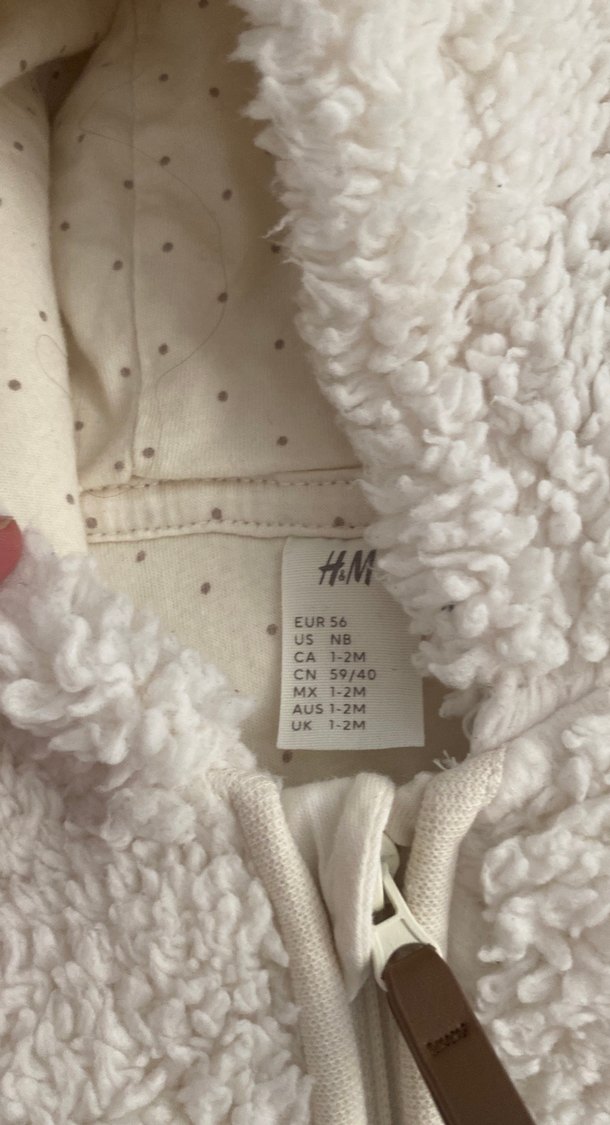 H&M
EUR 56
US NB
CA 1-2M
CN 59/40
MX 1-2M
AUS 1-2M
UK 1-2M